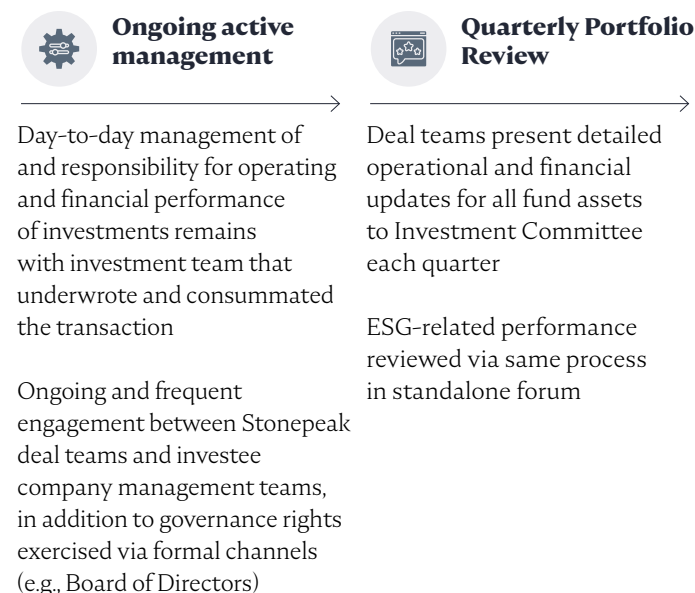 Ongoing active
management
Day-to-day management of
and responsibility for operating
and financial performance
of investments remains
with investment team that
underwrote and consummated
the transaction
Ongoing and frequent
engagement between Stonepeak
deal teams and investee
company management teams,
in addition to governance rights
exercised via formal channels
(e.g., Board of Directors)
Quarterly Portfolio
Review
Deal teams present detailed
operational and financial
updates for all fund assets
to Investment Committee
each quarter
ESG-related performance
reviewed via same process
in standalone forum